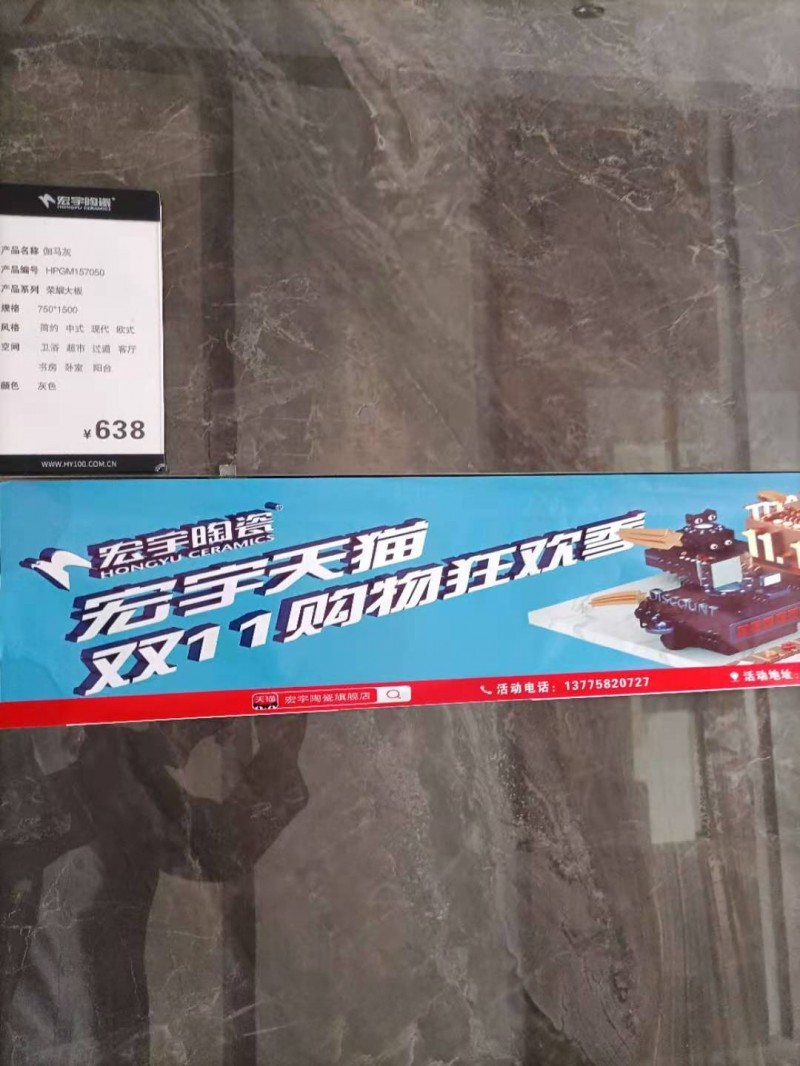 宏宇陶瓷
HONGYU CERAMICS
产品名称 伽马灰
产品编号 HPGM157050
产品系列 荣耀大板
规格 750*1500
风格 简约 中式 现代 欧式
空间 卫浴 超市 过道 客厅
书房 卧室 阳台
颜色 灰色
¥638
WWW.HY100.COM.CN
宏宇陶瓷
HONGYU CERAMICS
宏宇天猫
双11购物狂欢季
DISCOUNT
11.1
天猫 宏宇陶瓷旗舰店
活动电话：13775820727
活动地址：